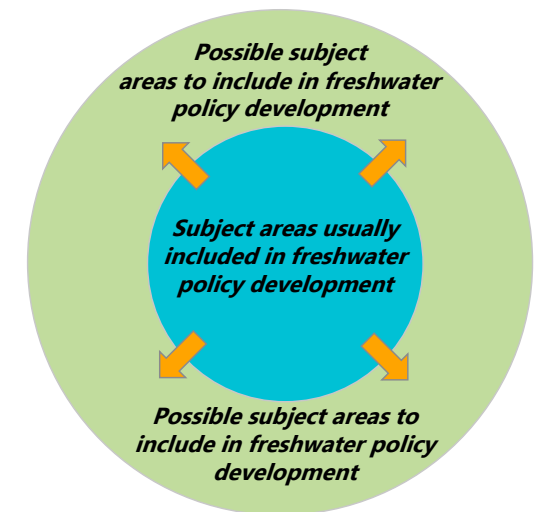 Possible subject
areas to include in freshwater
policy development
Subject areas usually
included in freshwater
policy development
Possible subject areas to
include in freshwater policy
development